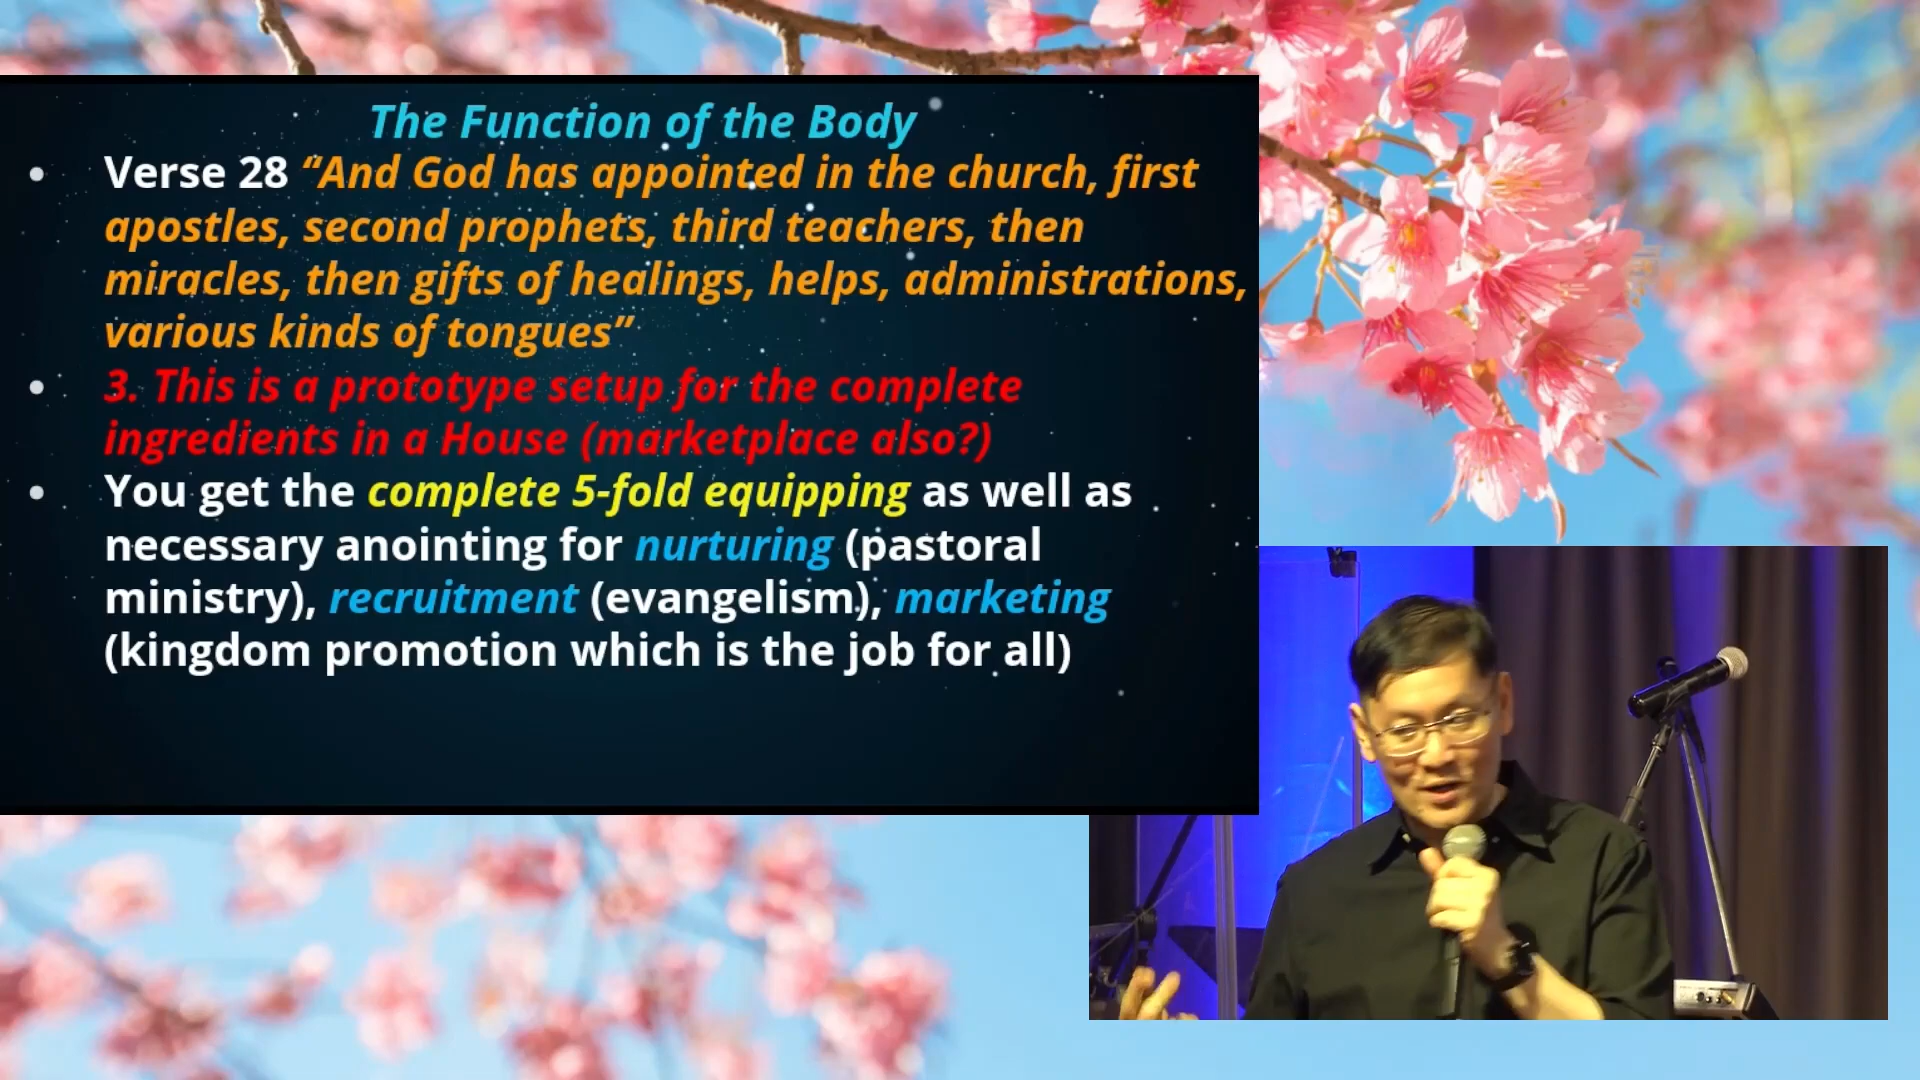 The Function of the Body
• Verse 28 “And God has appointed in the church, first
apostles, second prophets, third teachers, then
miracles, then gifts of healings, helps, administrations,
various kinds of tongues”
• 3. This is a prototype setup for the complete
ingredients in a House (marketplace also?)
• You get the complete 5-fold equipping as well as
necessary anointing for nurturing (pastoral
ministry), recruitment (evangelism), marketing
(kingdom promotion which is the job for all)